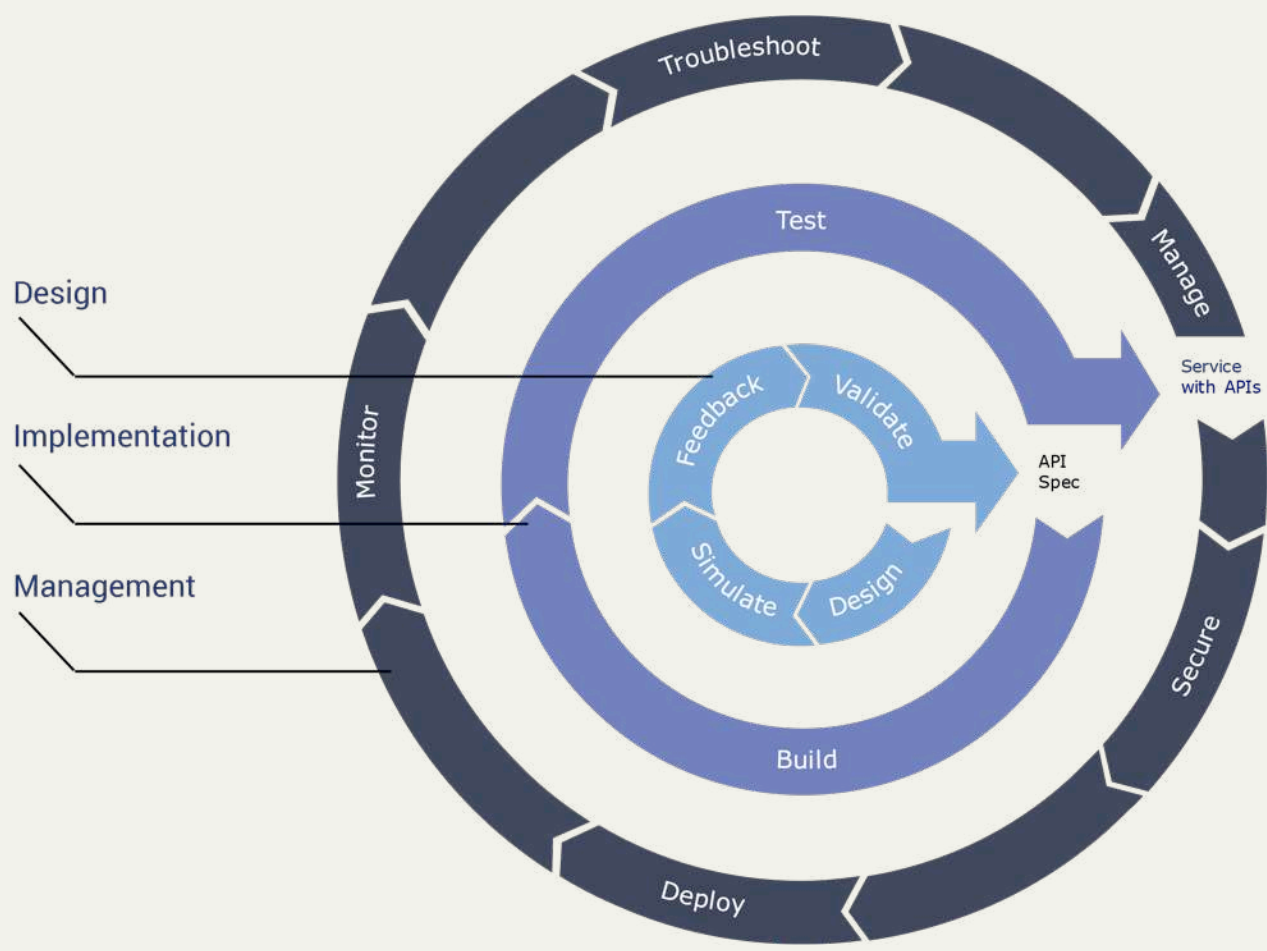 Troubleshoot
Manage
Test
Design
Service
with APIs
Feedback
Validate
Monitor
Implementation
API
Spec
Simulate
Design
Management
Secure
Build
Deploy